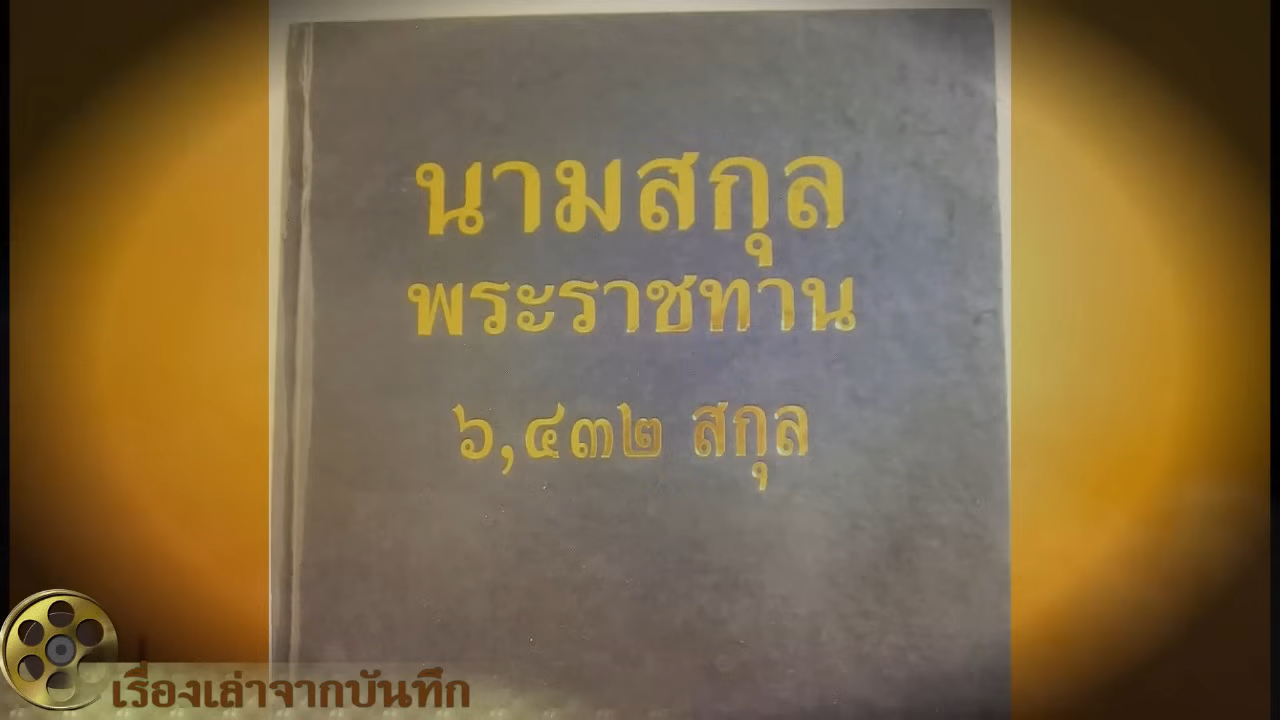 นามสกุล
พระราชทาน
๖,๔๓๒ สกุล
เรื่องเล่าจากบันทึก